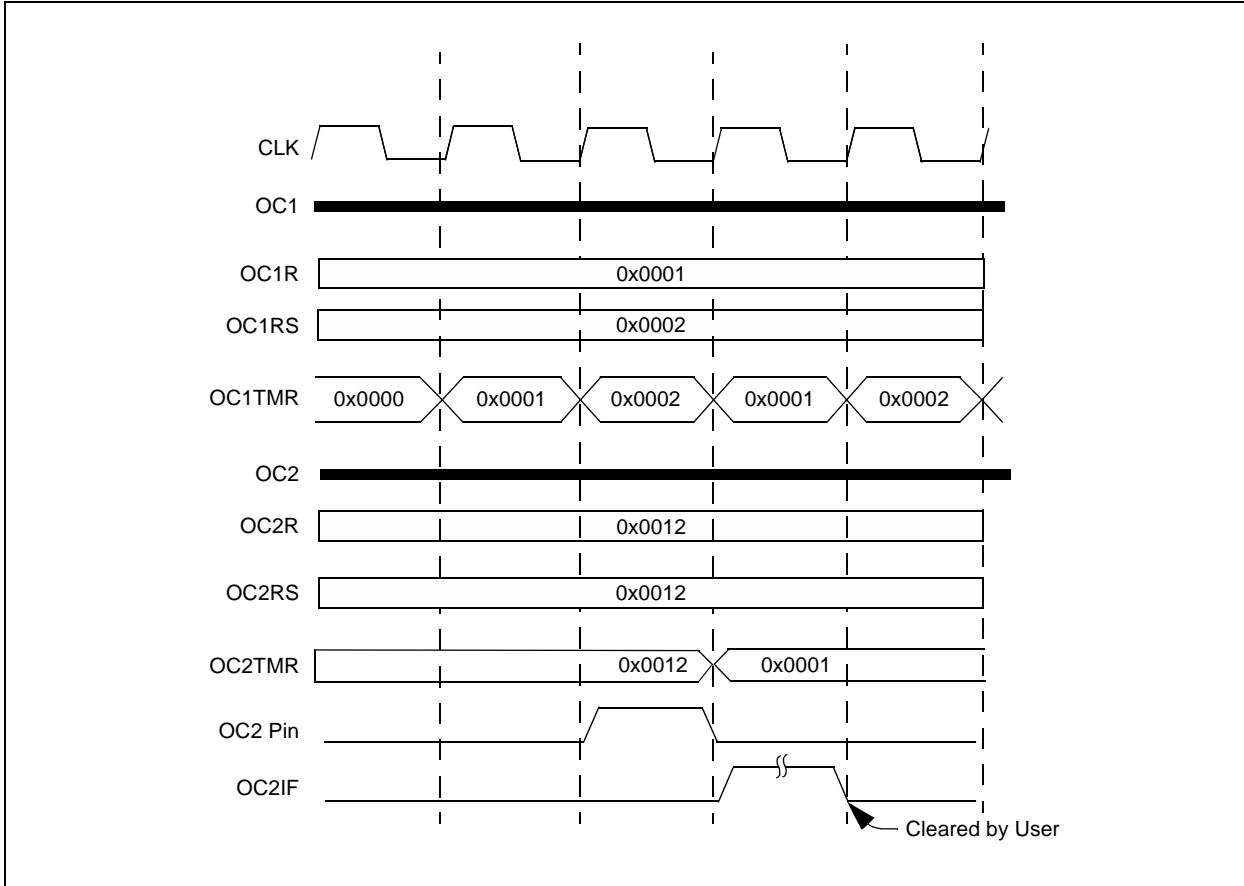 CLK
OC1
OC1R 0x0001
OC1RS 0x0002
OC1TMR 0x0000 0x0001 0x0002 0x0001 0x0002
OC2
OC2R 0x0012
OC2RS 0x0012
OC2TMR 0x0012 0x0001
OC2 Pin
OC2IF
Cleared by User